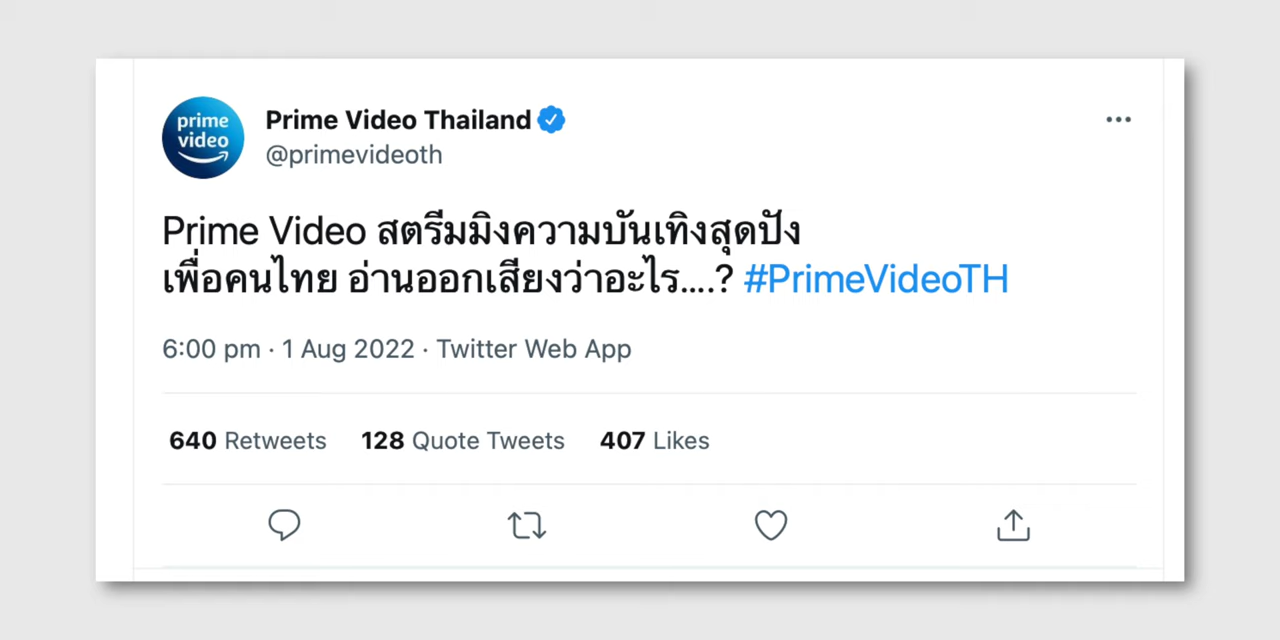 prime
video
Prime Video Thailand
@primevideoth
Prime Video สตรีมมิงความบันเทิงสุดปัง
เพื่อคนไทย อ่านออกเสียงว่าอะไร....? #PrimeVideoTH
6:00 pm · 1 Aug 2022 · Twitter Web App
640 Retweets 128 Quote Tweets 407 Likes